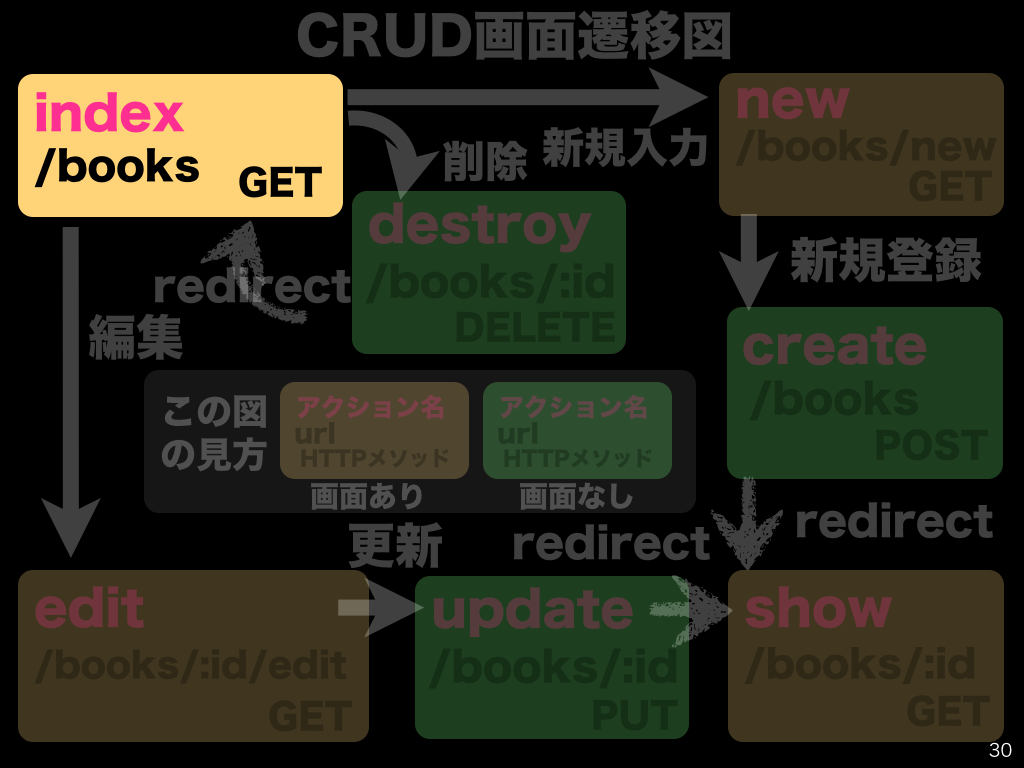 CRUD画面遷移図
index
/books
GET
new
/books/new
GET
削除
新規入力
destroy
/books/:id
DELETE
redirect
新規登録
編集
create
/books
POST
この図
の見方
アクション名
url
HTTPメソッド
画面あり
アクション名
url
HTTPメソッド
画面なし
更新
redirect
redirect
edit
/books/:id/edit
GET
update
/books/:id
PUT
show
/books/:id
GET
30